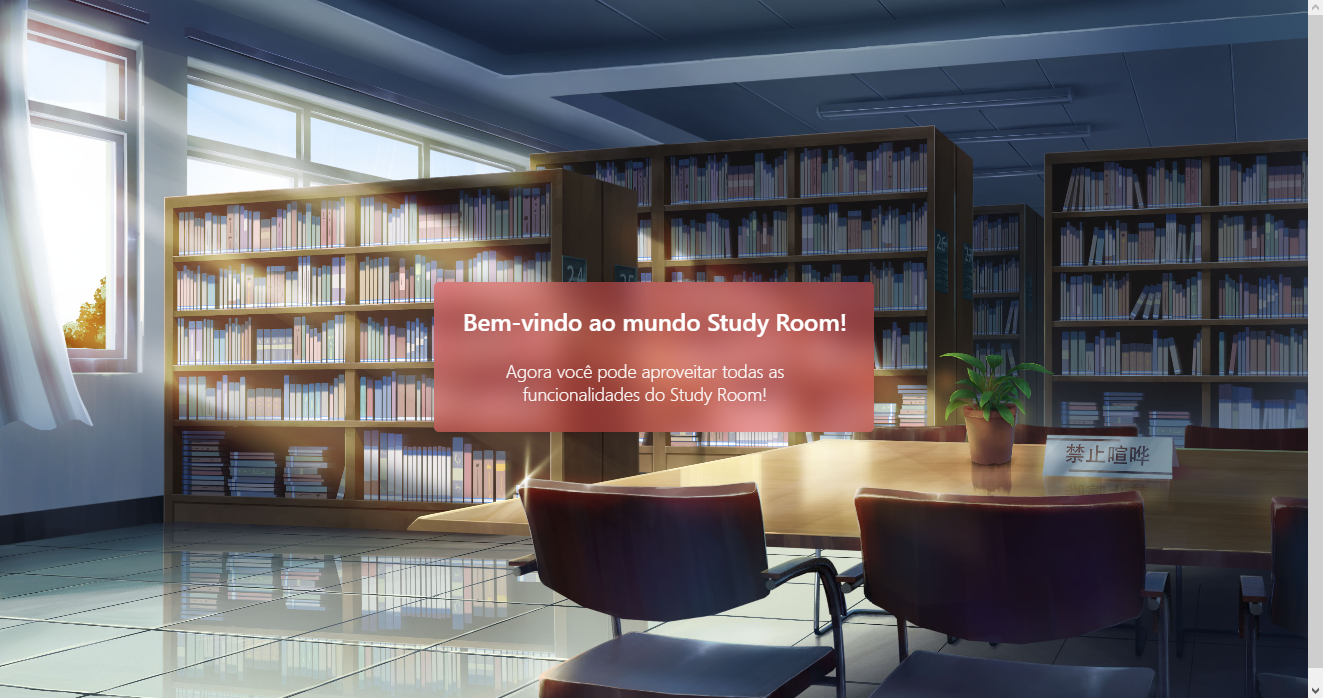 24
26
Bem-vindo ao mundo Study Room!
Agora você pode aproveitar todas as
funcionalidades do Study Room!
禁止喧哗